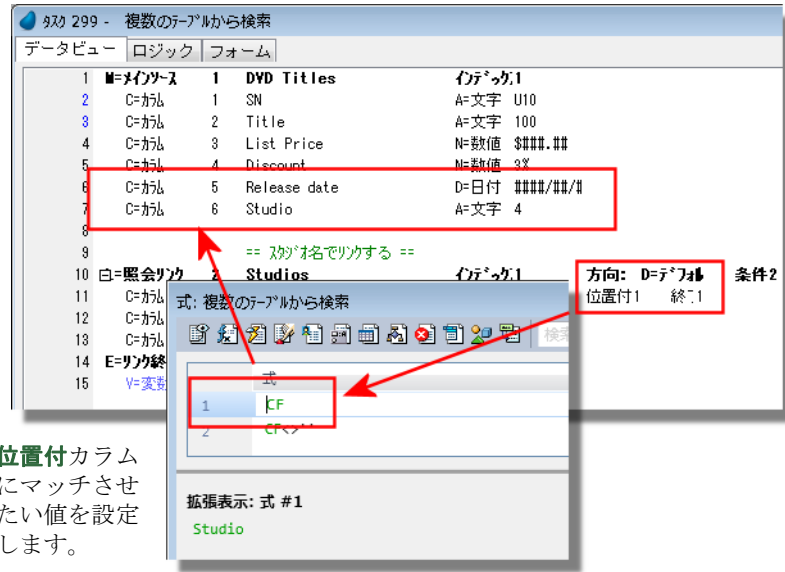 タスク 299 - 複数のテーブルから検索
データビュー ロジック フォーム
1 M=メインソース 1 DVD Titles インデックス:1
2 C=カラム 1 SN A=文字 U10
3 C=カラム 2 Title A=文字 100
4 C=カラム 3 List Price N=数値 $###.##
5 C=カラム 4 Discount N=数値 3%
6 C=カラム 5 Release date D=日付 ####/##/#
7 C=カラム 6 Studio A=文字 4
8
9 == スタジオ名でリンクする ==
10 照会リンク 2 Studios インデックス:1 方向: D=デフォルト 条件2
11 C=カラム 位置付1 終了1
12 C=カラム
13 C=カラム
14 E=リンク終
15 V=変数
式: 複数のテーブルから検索
検索
式
1 CF
2 CF<>''
拡張表示: 式 #1
Studio
位置付カラム
にマッチさせ
たい値を設定
します。